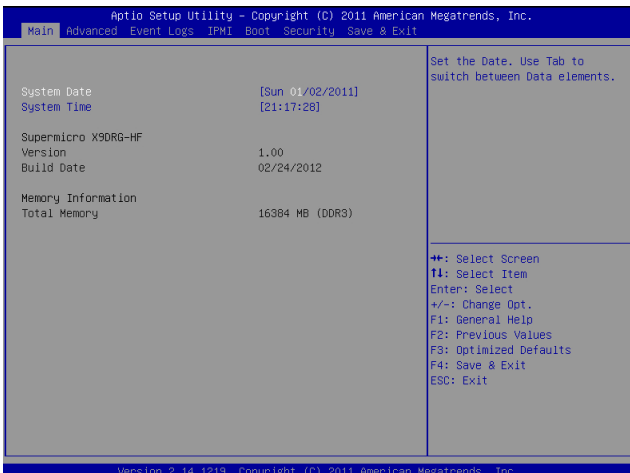 Aptio Setup Utility – Copyright (C) 2011 American Megatrends, Inc.
Main Advanced Event Logs IPMI Boot Security Save & Exit
Set the Date. Use Tab to
switch between Data elements.
System Date [Sun 01/02/2011]
System Time [21:17:28]
Supermicro X9DRG-HF
Version 1.00
Build Date 02/24/2012
Memory Information
Total Memory 16384 MB (DDR3)
→←: Select Screen
↑↓: Select Item
Enter: Select
+/-: Change Opt.
F1: General Help
F2: Previous Values
F3: Optimized Defaults
F4: Save & Exit
ESC: Exit
Version 2.14.1219. Copyright (C) 2011 American Megatrends, Inc.